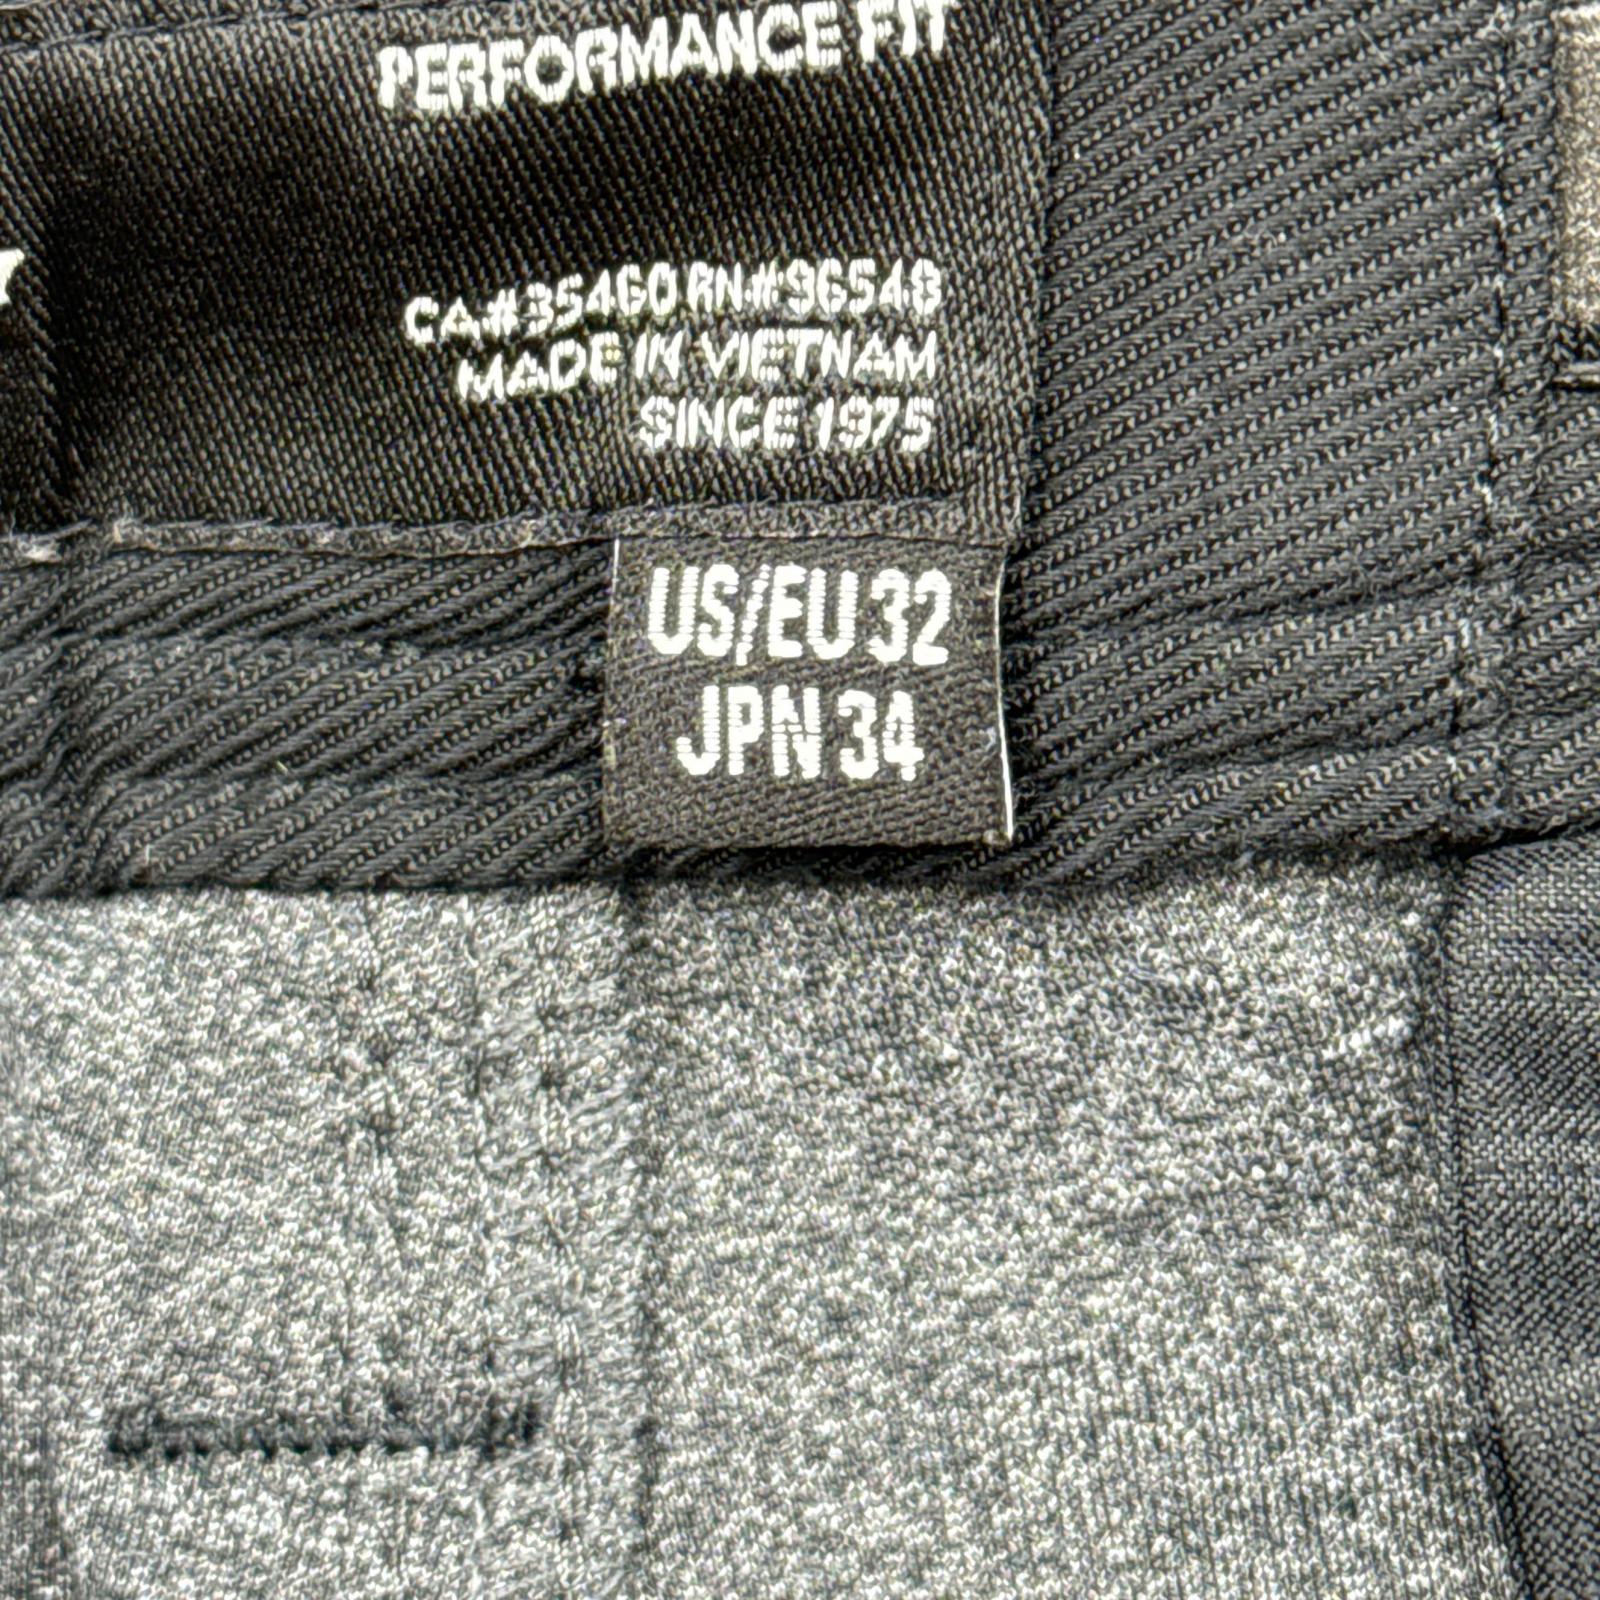 PERFORMANCE FIT
CA#35460 RN#96548
MADE IN VIETNAM
SINCE 1975
US/EU 32
JPN 34